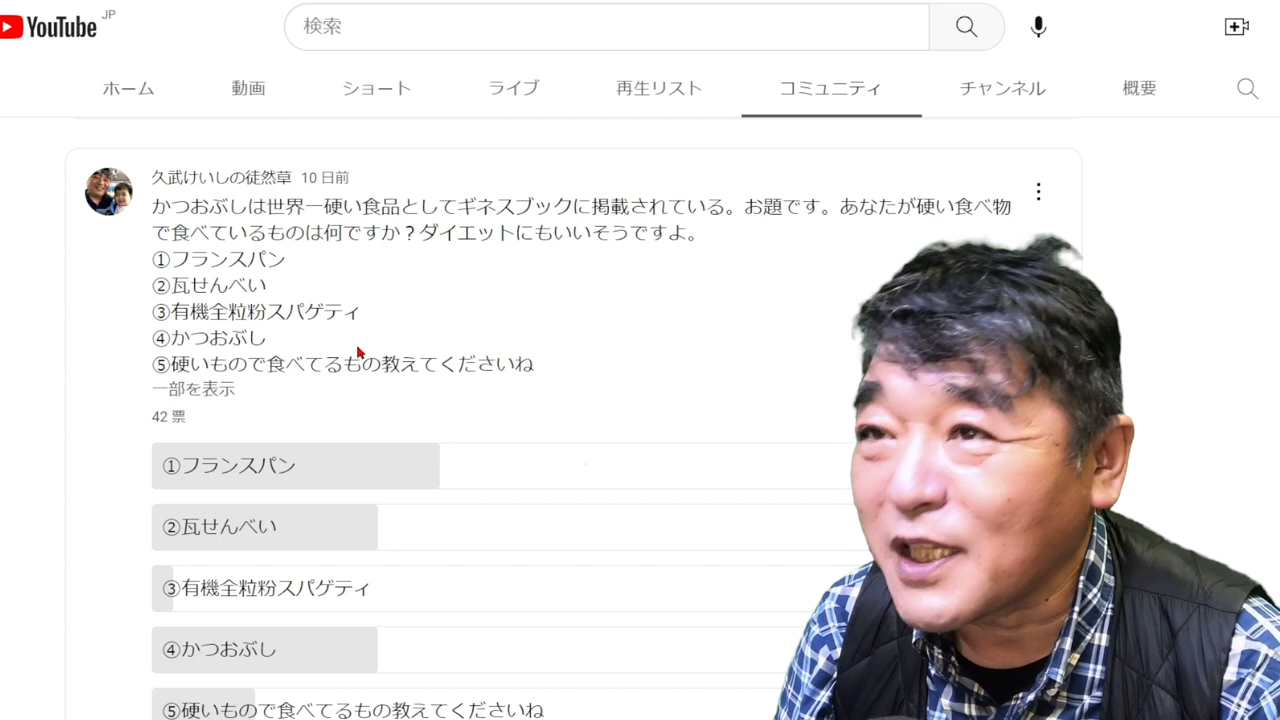 YouTube JP
検索
ホーム 動画 ショート ライブ 再生リスト コミュニティ チャンネル 概要
久武けいしの徒然草 10 日前
かつおぶしは世界一硬い食品としてギネスブックに掲載されている。お題です。あなたが硬い食べ物
で食べているものは何ですか？ダイエットにもいいそうですよ。
①フランスパン
②瓦せんべい
③有機全粒粉スパゲティ
④かつおぶし
⑤硬いもので食べてるもの教えてくださいね
一部を表示
42 票
①フランスパン
②瓦せんべい
③有機全粒粉スパゲティ
④かつおぶし
⑤硬いもので食べてるもの教えてくださいね